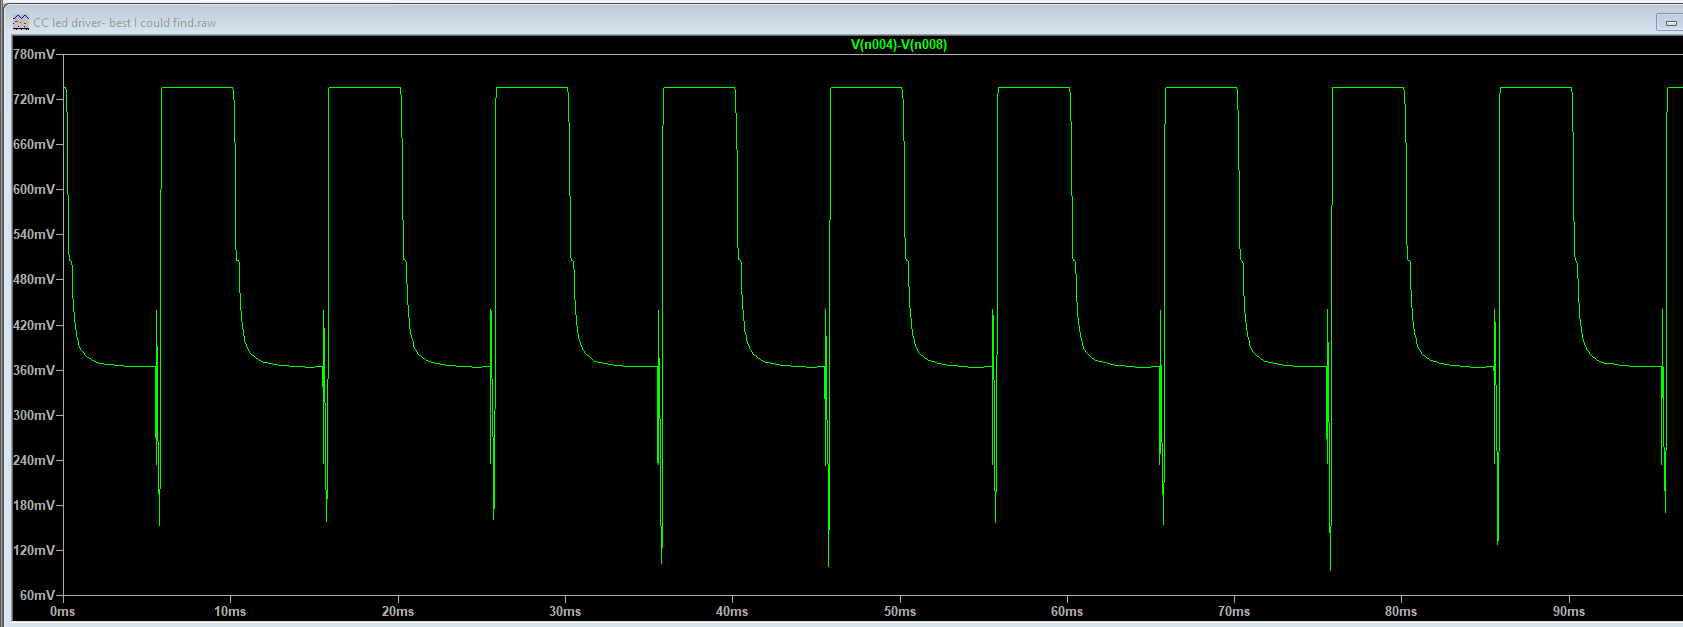 CC led driver- best I could find.raw
V(n004)-V(n008)
780mV
720mV
660mV
600mV
540mV
480mV
420mV
360mV
300mV
240mV
180mV
120mV
60mV
0ms 10ms 20ms 30ms 40ms 50ms 60ms 70ms 80ms 90ms